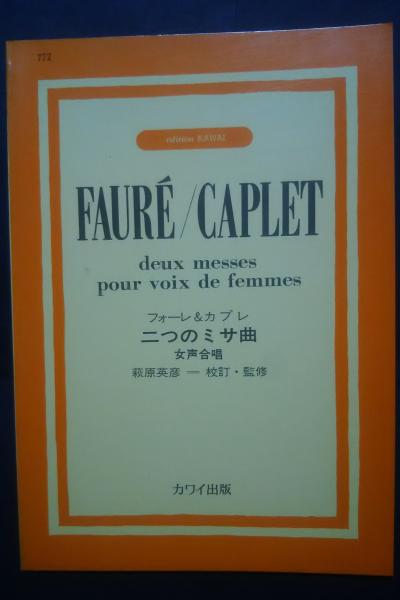 772
edition KAWAI
FAURÉ/CAPLET
deux messes
pour voix de femmes
フォーレ&カプレ
二つのミサ曲
女声合唱
萩原英彦＝校訂・監修
カワイ出版